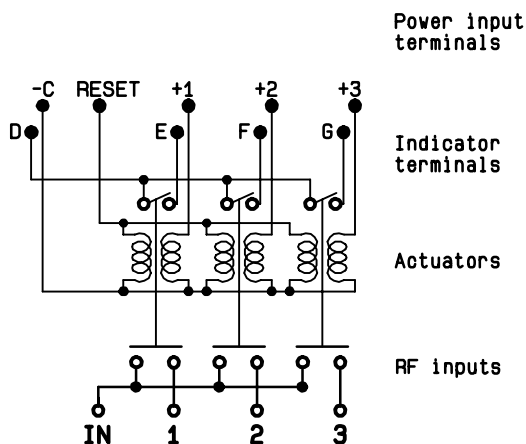 Power input
terminals
-C RESET +1 +2 +3
D E F G
Indicator
terminals
Actuators
RF inputs
IN 1 2 3